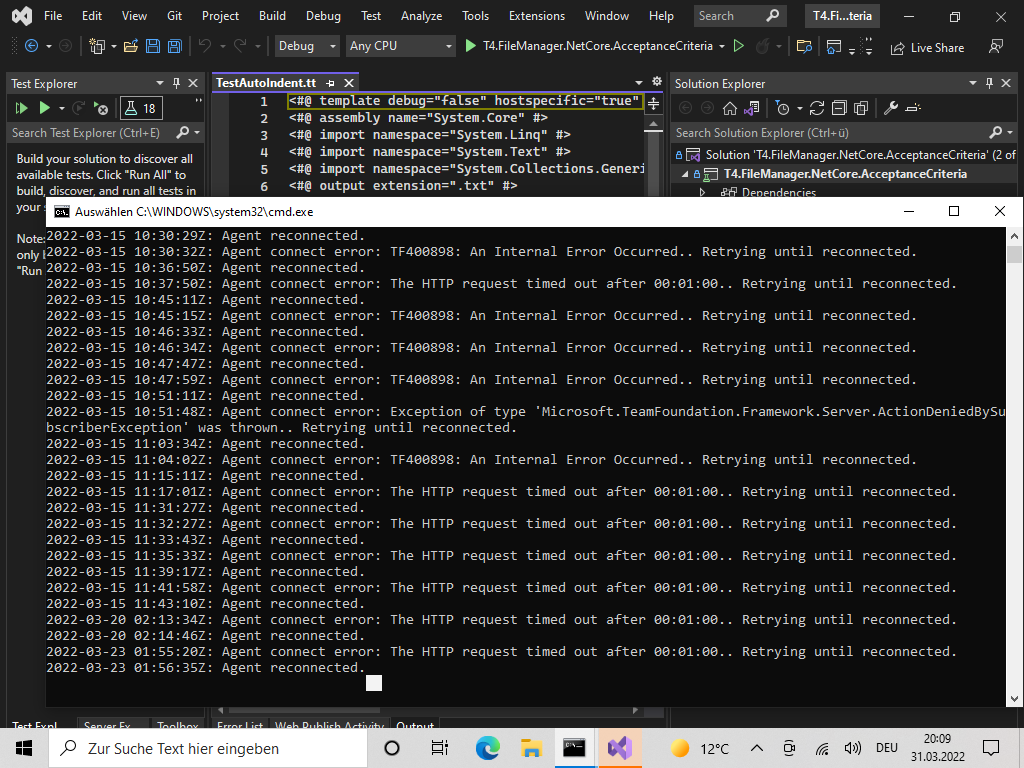 File Edit View Git Project Build Debug Test Analyze Tools Extensions Window Help Search T4.Fi...teria
Debug Any CPU T4.FileManager.NetCore.AcceptanceCriteria Live Share
Test Explorer
18
Search Test Explorer (Ctrl+E)
Build your solution to discover all
available tests. Click "Run All" to
build, discover, and run all tests in
your
Note:
only
"Run
TestAutoIndent.tt
1 <#@ template debug="false" hostspecific="true"
2 <#@ assembly name="System.Core" #>
3 <#@ import namespace="System.Linq" #>
4 <#@ import namespace="System.Text" #>
5 <#@ import namespace="System.Collections.Generi
6 <#@ output extension=".txt" #>
Solution Explorer
Search Solution Explorer (Ctrl+ü)
Solution 'T4.FileManager.NetCore.AcceptanceCriteria' (2 of
T4.FileManager.NetCore.AcceptanceCriteria
Dependencies
Auswählen C:\WINDOWS\system32\cmd.exe
2022-03-15 10:30:29Z: Agent reconnected.
2022-03-15 10:30:32Z: Agent connect error: TF400898: An Internal Error Occurred.. Retrying until reconnected.
2022-03-15 10:36:50Z: Agent reconnected.
2022-03-15 10:37:50Z: Agent connect error: The HTTP request timed out after 00:01:00.. Retrying until reconnected.
2022-03-15 10:45:11Z: Agent reconnected.
2022-03-15 10:45:15Z: Agent connect error: TF400898: An Internal Error Occurred.. Retrying until reconnected.
2022-03-15 10:46:33Z: Agent reconnected.
2022-03-15 10:46:34Z: Agent connect error: TF400898: An Internal Error Occurred.. Retrying until reconnected.
2022-03-15 10:47:47Z: Agent reconnected.
2022-03-15 10:47:59Z: Agent connect error: TF400898: An Internal Error Occurred.. Retrying until reconnected.
2022-03-15 10:51:11Z: Agent reconnected.
2022-03-15 10:51:48Z: Agent connect error: Exception of type 'Microsoft.TeamFoundation.Framework.Server.ActionDeniedBySu
bscriberException' was thrown.. Retrying until reconnected.
2022-03-15 11:03:34Z: Agent reconnected.
2022-03-15 11:04:02Z: Agent connect error: TF400898: An Internal Error Occurred.. Retrying until reconnected.
2022-03-15 11:15:11Z: Agent reconnected.
2022-03-15 11:17:01Z: Agent connect error: The HTTP request timed out after 00:01:00.. Retrying until reconnected.
2022-03-15 11:31:27Z: Agent reconnected.
2022-03-15 11:32:27Z: Agent connect error: The HTTP request timed out after 00:01:00.. Retrying until reconnected.
2022-03-15 11:33:43Z: Agent reconnected.
2022-03-15 11:35:33Z: Agent connect error: The HTTP request timed out after 00:01:00.. Retrying until reconnected.
2022-03-15 11:39:17Z: Agent reconnected.
2022-03-15 11:41:58Z: Agent connect error: The HTTP request timed out after 00:01:00.. Retrying until reconnected.
2022-03-15 11:43:10Z: Agent reconnected.
2022-03-20 02:13:34Z: Agent connect error: The HTTP request timed out after 00:01:00.. Retrying until reconnected.
2022-03-20 02:14:46Z: Agent reconnected.
2022-03-23 01:55:20Z: Agent connect error: The HTTP request timed out after 00:01:00.. Retrying until reconnected.
2022-03-23 01:56:35Z: Agent reconnected.
Test Expl Server Ex Toolbox Error List Web Publish Activity Output
Zur Suche Text hier eingeben
12°C DEU
20:09
31.03.2022